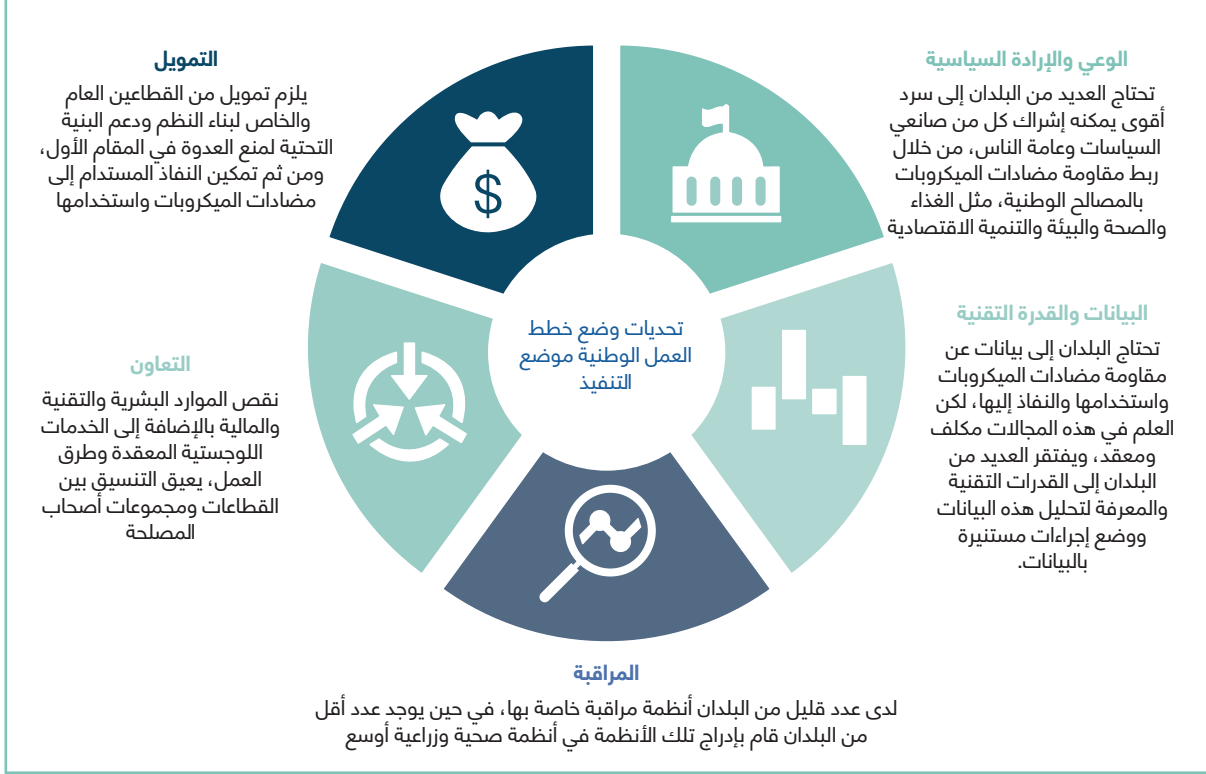 الوعي والإرادة السياسية
تحتاج العديد من البلدان إلى سرد
أقوى يمكنه إشراك كل من صانعي
السياسات وعامة الناس، من خلال
ربط مقاومة مضادات الميكروبات
بالمصالح الوطنية، مثل الغذاء
والصحة والبيئة والتنمية الاقتصادية
البيانات والقدرة التقنية
تحتاج البلدان إلى بيانات عن
مقاومة مضادات الميكروبات
واستخدامها والنفاذ إليها، لكن
العلم في هذه المجالات مكلف
ومعقد، ويفتقر العديد من
البلدان إلى القدرات التقنية
والمعرفة لتحليل هذه البيانات
ووضع إجراءات مستنيرة
بالبيانات.
تحديات وضع خطط
العمل الوطنية موضع
التنفيذ
$
التمويل
يلزم تمويل من القطاعين العام
والخاص لبناء النظم ودعم البنية
التحتية لمنع العدوة في المقام الأول،
ومن ثم تمكين النفاذ المستدام إلى
مضادات الميكروبات واستخدامها
التعاون
نقص الموارد البشرية والتقنية
والمالية بالإضافة إلى الخدمات
اللوجستية المعقدة وطرق
العمل، يعيق التنسيق بين
القطاعات ومجموعات أصحاب
المصلحة
المراقبة
لدى عدد قليل من البلدان أنظمة مراقبة خاصة بها، في حين يوجد عدد أقل
من البلدان قام بإدراج تلك الأنظمة في أنظمة صحية وزراعية أوسع